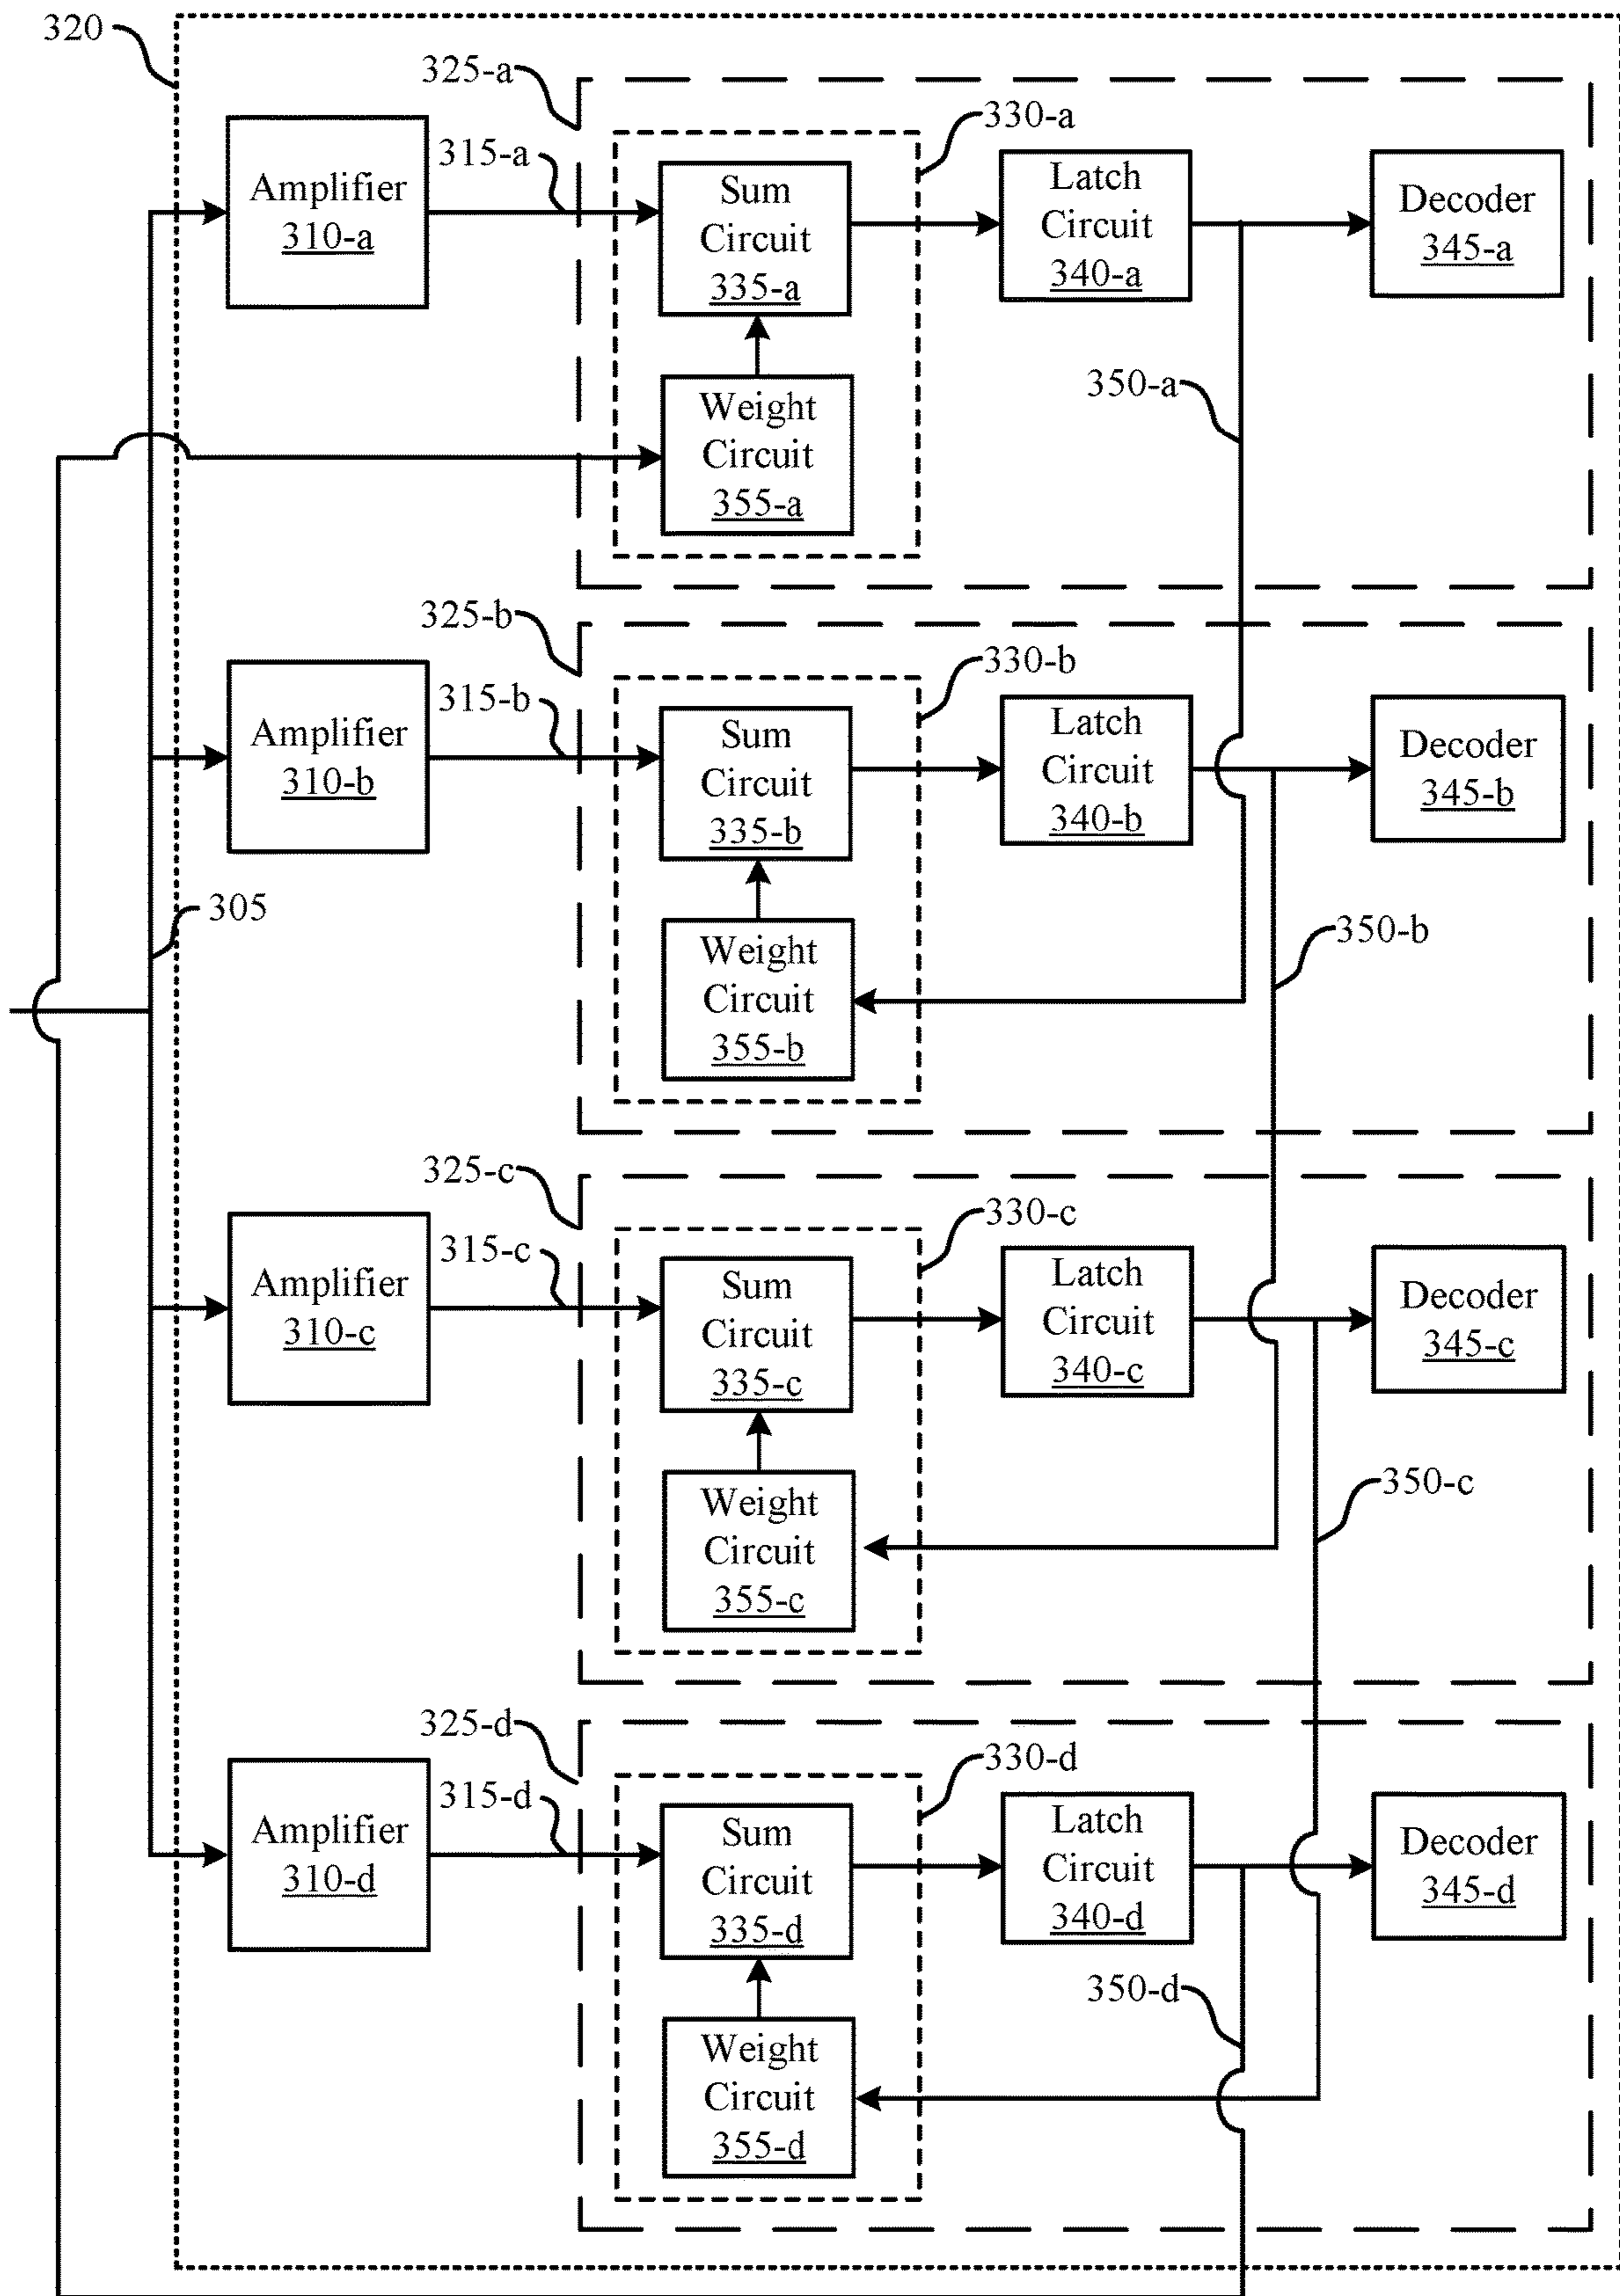 320
325-a
330-a
315-a
Amplifier
310-a
Sum
Circuit
335-a
Latch
Circuit
340-a
Decoder
345-a
350-a
Weight
Circuit
355-a
325-b
330-b
315-b
Amplifier
310-b
Sum
Circuit
335-b
Latch
Circuit
340-b
Decoder
345-b
305
350-b
Weight
Circuit
355-b
325-c
330-c
315-c
Amplifier
310-c
Sum
Circuit
335-c
Latch
Circuit
340-c
Decoder
345-c
350-c
Weight
Circuit
355-c
325-d
330-d
315-d
Amplifier
310-d
Sum
Circuit
335-d
Latch
Circuit
340-d
Decoder
345-d
350-d
Weight
Circuit
355-d